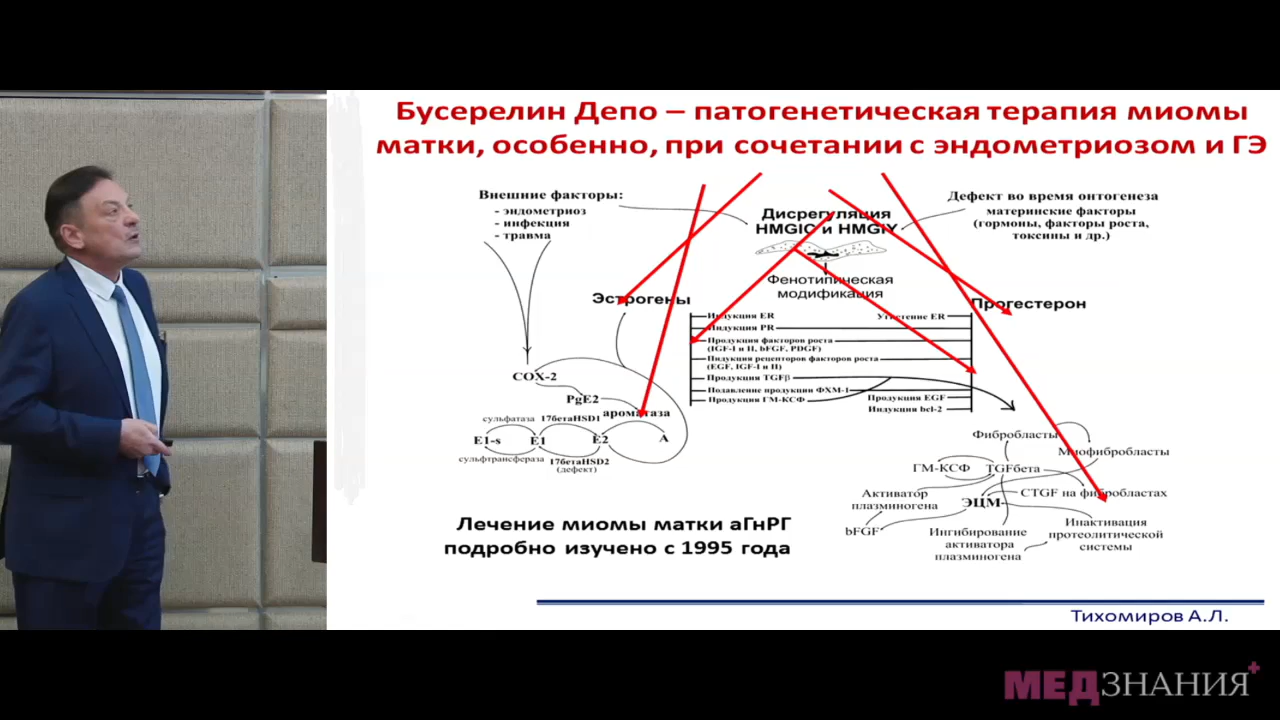 Бусерелин Депо – патогенетическая терапия миомы
матки, особенно, при сочетании с эндометриозом и ГЭ
Внешние факторы:
- эндометриоз
- инфекция
- травма
Дисрегуляция
HMGIC и HMGIY
Дефект во время онтогенеза
материнские факторы
(гормоны, факторы роста,
токсины и др.)
Фенотипическая
модификация
Эстрогены
Прогестерон
Индукция ER
Угнетение ER
Индукция PR
Продукция факторов роста
(IGF-I и II, bFGF, PDGF)
Индукция рецепторов факторов роста
(EGF, IGF-I и II)
Продукция TGFβ
Подавление продукции ФХМ-1
Продукция ГМ-КСФ
Продукция EGF
Индукция bcl-2
COX-2
PgE2
ароматаза
сульфатаза 17бетаHSD1
E1-s E1 E2 A
сульфтрансфераза 17бетаHSD2
(дефект)
Фибробласты
Миофибробласты
ГМ-КСФ TGFбета
Активатор
плазминогена
ЭЦМ
CTGF на фибробластах
bFGF
Ингибирование
активатора
плазминогена
Инактивация
протеолитической
системы
Лечение миомы матки аГнРГ
подробно изучено с 1995 года
Тихомиров А.Л.
МЕДЗНАНИЯ+